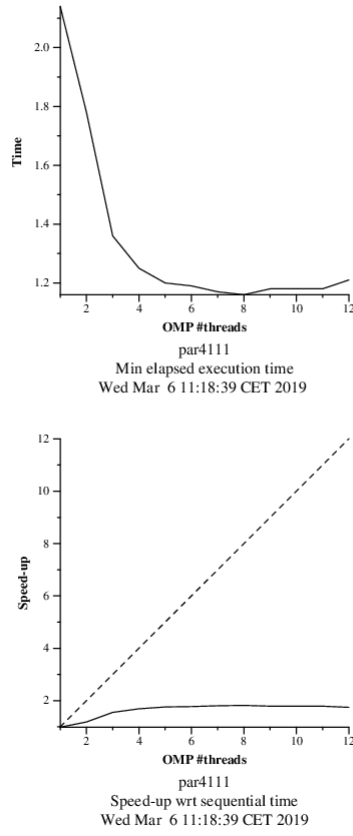 2.0
1.8
1.6
1.4
1.2
Time
2 4 6 8 10 12
OMP #threads
par4111
Min elapsed execution time
Wed Mar 6 11:18:39 CET 2019
12
10
8
6
4
2
Speed-up
2 4 6 8 10 12
OMP #threads
par4111
Speed-up wrt sequential time
Wed Mar 6 11:18:39 CET 2019